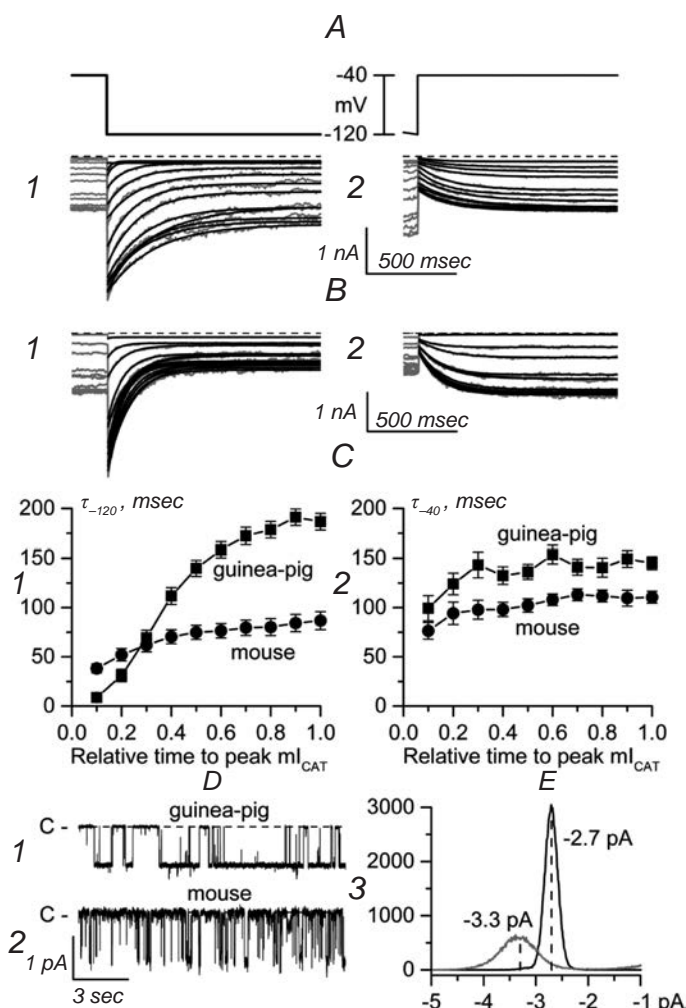 A
-40
mV
-120
1
2
1 nA
500 msec
B
1
2
1 nA
500 msec
C
τ₋₁₂₀, msec
200
150
100
50
0
1
guinea-pig
mouse
0.0 0.2 0.4 0.6 0.8 1.0
Relative time to peak mI_CAT
τ₋₄₀, msec
200
150
100
50
0
2
guinea-pig
mouse
0.0 0.2 0.4 0.6 0.8 1.0
Relative time to peak mI_CAT
D
guinea-pig
C -
1
mouse
C -
2
1 pA
3 sec
E
3
3000
2000
1000
0
-2.7 pA
-3.3 pA
-5 -4 -3 -2 -1 pA